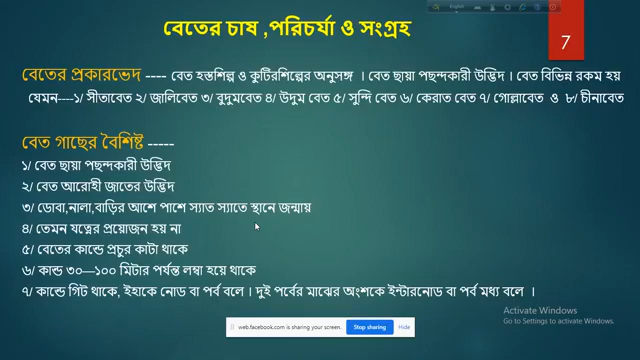 বেতের চাষ ,পরিচর্যা ও সংগ্রহ
7
বেতের প্রকারভেদ ---- বেত হস্তশিল্প ও কুটিরশিল্পের অনুসঙ্গ । বেত ছায়া পছন্দকারী উদ্ভিদ । বেত বিভিন্ন রকম হয়
যেমন----১/ সীতাবেত ২/ জালিবেত ৩/ বুদুমবেত ৪/ উদুম বেত ৫/ সুন্দি বেত ৬/ কেরাত বেত ৭/ গোল্লাবেত ও ৮/ চীনাবেত
বেত গাছের বৈশিষ্ট -----
১/ বেত ছায়া পছন্দকারী উদ্ভিদ
২/ বেত আরোহী জাতের উদ্ভিদ
৩/ ডোবা,নালা,বাড়ির আশে পাশে স্যাত স্যাতে স্থানে জন্মায়
৪/ তেমন যত্নের প্রয়োজন হয় না
৫/ বেতের কান্ডে প্রচুর কাটা থাকে
৬/ কান্ড ৩০—১০০ মিটার পর্যন্ত লম্বা হয়ে থাকে
৭/ কান্ডে গিট থাকে, ইহাকে নোড বা পর্ব বলে । দুই পর্বের মাঝের অংশকে ইন্টারনোড বা পর্ব মধ্য বলে ।
Activate Windows
Go to Settings to activate Windows.
web.facebook.com is sharing your screen.
Stop sharing
Hide
English